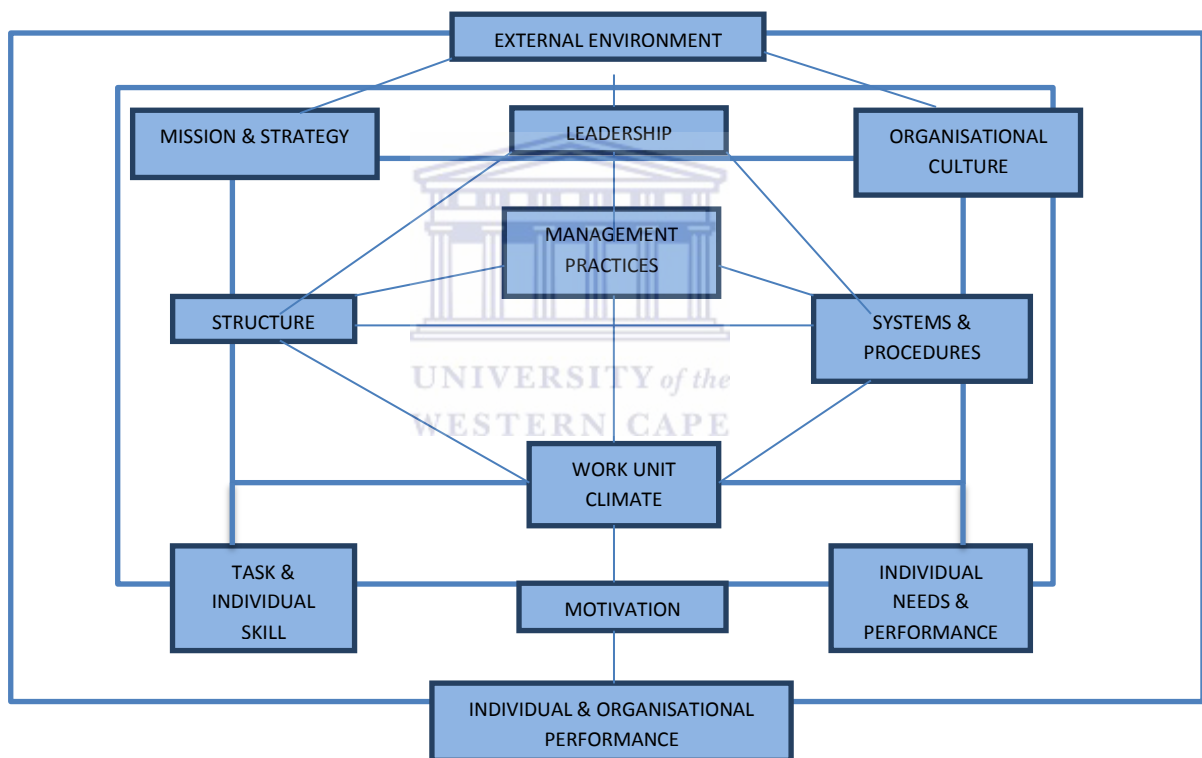 EXTERNAL ENVIRONMENT
MISSION & STRATEGY
LEADERSHIP
ORGANISATIONAL
CULTURE
MANAGEMENT
PRACTICES
STRUCTURE
SYSTEMS &
PROCEDURES
UNIVERSITY of the
WESTERN CAPE
WORK UNIT
CLIMATE
TASK &
INDIVIDUAL
SKILL
MOTIVATION
INDIVIDUAL
NEEDS &
PERFORMANCE
INDIVIDUAL & ORGANISATIONAL
PERFORMANCE